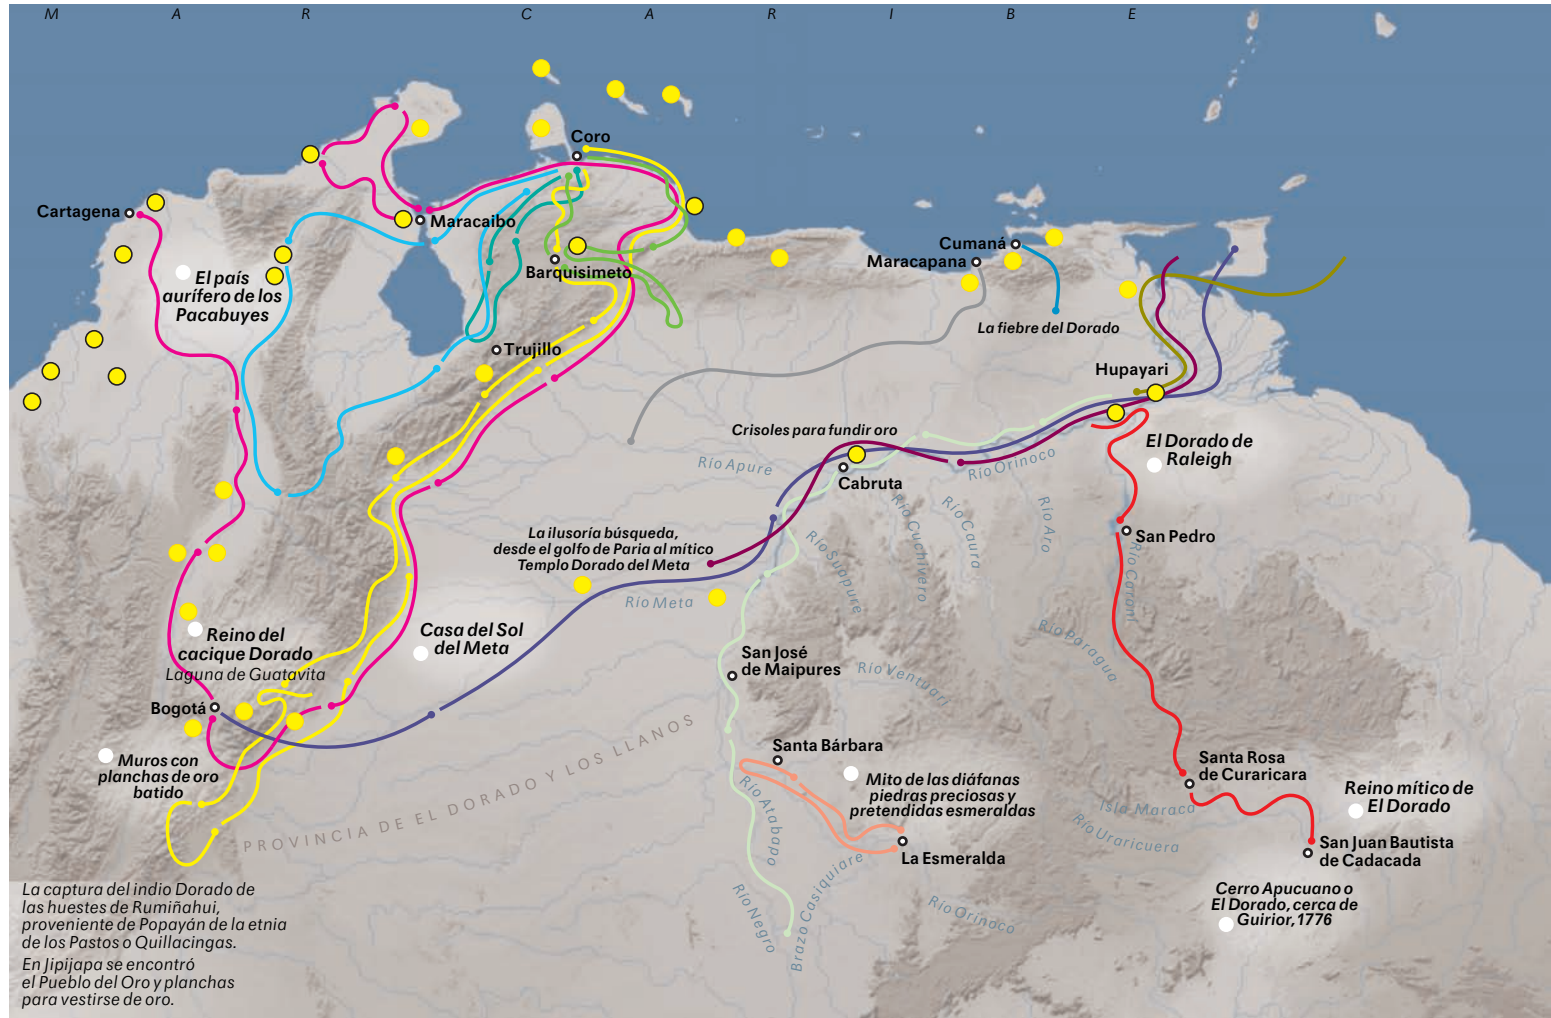 M A R C A R I B E
Coro
Cartagena
Maracaibo
Cumaná
Maracapana
El país
aurífero de los
Pacabuyes
Barquisimeto
La fiebre del Dorado
Trujillo
Hupayari
Crisoles para fundir oro
El Dorado de
Raleigh
Río Apure
Río Orinoco
Cabruta
Río Cuchivero
Río Caura
Río Aro
La ilusoría búsqueda,
desde el golfo de Paria al mítico
Templo Dorado del Meta
Río Suapure
San Pedro
Río Caroní
Río Meta
Reino del
cacique Dorado
Laguna de Guatavita
Casa del Sol
del Meta
Río Paragua
San José
de Maipures
Río Ventuari
Bogotá
PROVINCIA DE EL DORADO Y LOS LLANOS
Muros con
planchas de oro
batido
Santa Bárbara
Mito de las diáfanas
piedras preciosas y
pretendidas esmeraldas
Santa Rosa
de Curaricara
Reino mítico de
El Dorado
Río Atabapo
Isla Maraca
Río Uraricuera
La Esmeralda
San Juan Bautista
de Cadacada
Brazo Casiquiare
Río Negro
Río Orinoco
Cerro Apucuano o
El Dorado, cerca de
Guirior, 1776
La captura del indio Dorado de
las huestes de Rumiñahui,
proveniente de Popayán de la etnia
de los Pastos o Quillacingas.
En Jipijapa se encontró
el Pueblo del Oro y planchas
para vestirse de oro.